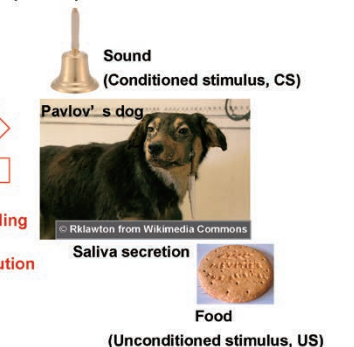 Sound
(Conditioned stimulus, CS)
Pavlov's dog
© Rklawton from Wikimedia Commons
Saliva secretion
Food
(Unconditioned stimulus, US)